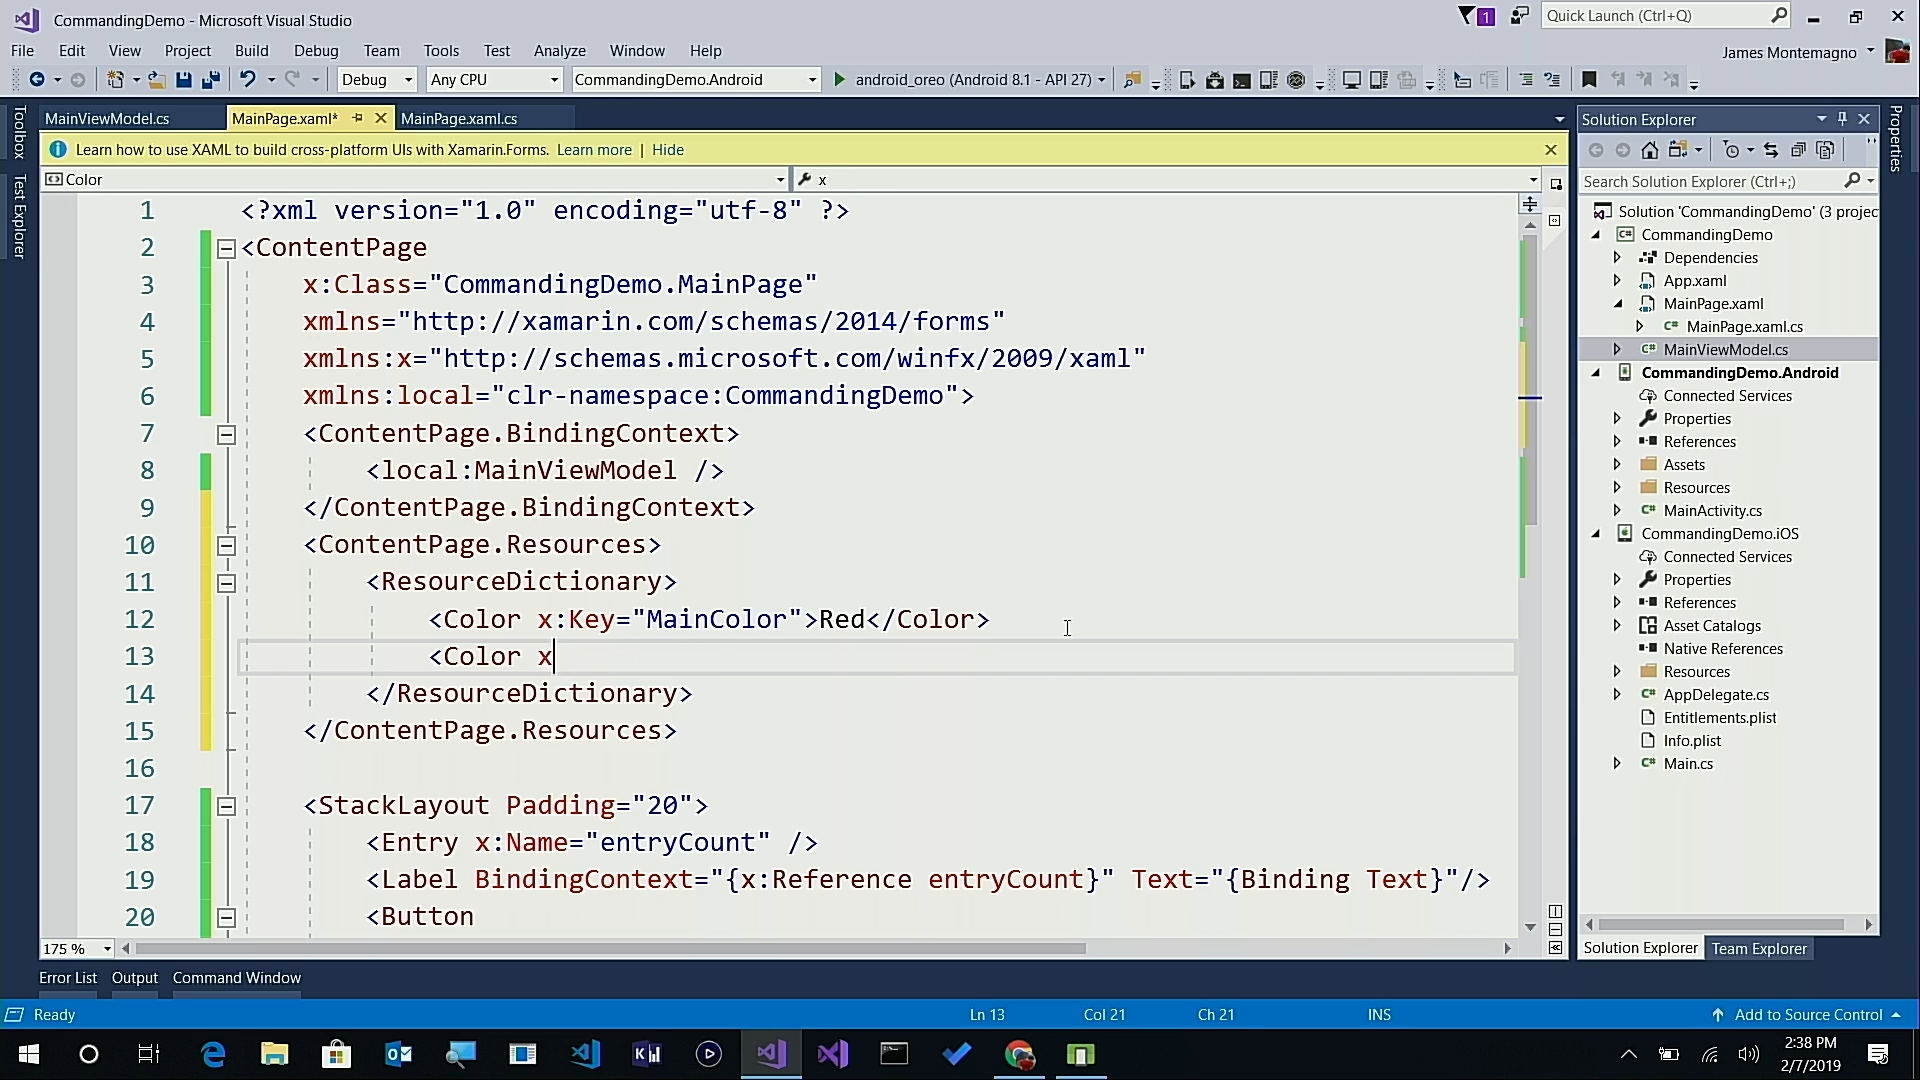 CommandingDemo - Microsoft Visual Studio
1
Quick Launch (Ctrl+Q)
File Edit View Project Build Debug Team Tools Test Analyze Window Help
James Montemagno
Debug Any CPU CommandingDemo.Android android_oreo (Android 8.1 - API 27)
Toolbox
Test Explorer
MainViewModel.cs MainPage.xaml* MainPage.xaml.cs
Learn how to use XAML to build cross-platform UIs with Xamarin.Forms. Learn more | Hide
Color x
1 <?xml version="1.0" encoding="utf-8" ?>
2 <ContentPage
3 x:Class="CommandingDemo.MainPage"
4 xmlns="http://xamarin.com/schemas/2014/forms"
5 xmlns:x="http://schemas.microsoft.com/winfx/2009/xaml"
6 xmlns:local="clr-namespace:CommandingDemo">
7 <ContentPage.BindingContext>
8 <local:MainViewModel />
9 </ContentPage.BindingContext>
10 <ContentPage.Resources>
11 <ResourceDictionary>
12 <Color x:Key="MainColor">Red</Color>
13 <Color x
14 </ResourceDictionary>
15 </ContentPage.Resources>
16
17 <StackLayout Padding="20">
18 <Entry x:Name="entryCount" />
19 <Label BindingContext="{x:Reference entryCount}" Text="{Binding Text}"/>
20 <Button
175 %
Solution Explorer
Search Solution Explorer (Ctrl+;)
Solution 'CommandingDemo' (3 projec
C# CommandingDemo
Dependencies
App.xaml
MainPage.xaml
C# MainPage.xaml.cs
C# MainViewModel.cs
CommandingDemo.Android
Connected Services
Properties
References
Assets
Resources
C# MainActivity.cs
CommandingDemo.iOS
Connected Services
Properties
References
Asset Catalogs
Native References
Resources
C# AppDelegate.cs
Entitlements.plist
Info.plist
C# Main.cs
Solution Explorer Team Explorer
Properties
Error List Output Command Window
Ready Ln 13 Col 21 Ch 21 INS Add to Source Control
2:38 PM
2/7/2019